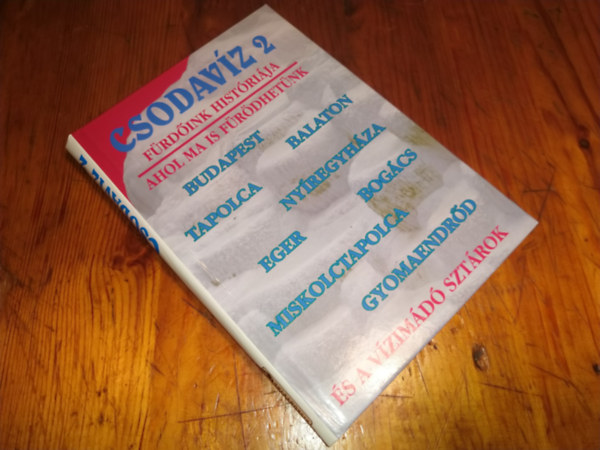 CSODAVÍZ 2
FÜRDŐINK HISTÓRIÁJA
AHOL MA IS FÜRÖDHETÜNK
BUDAPEST
BALATON
TAPOLCA
NYÍREGYHÁZA
EGER
BOGÁCS
MISKOLCTAPOLCA
GYOMAENDRŐD
ÉS A VÍZIMÁDÓ SZTÁROK
CSODAVÍZ 2